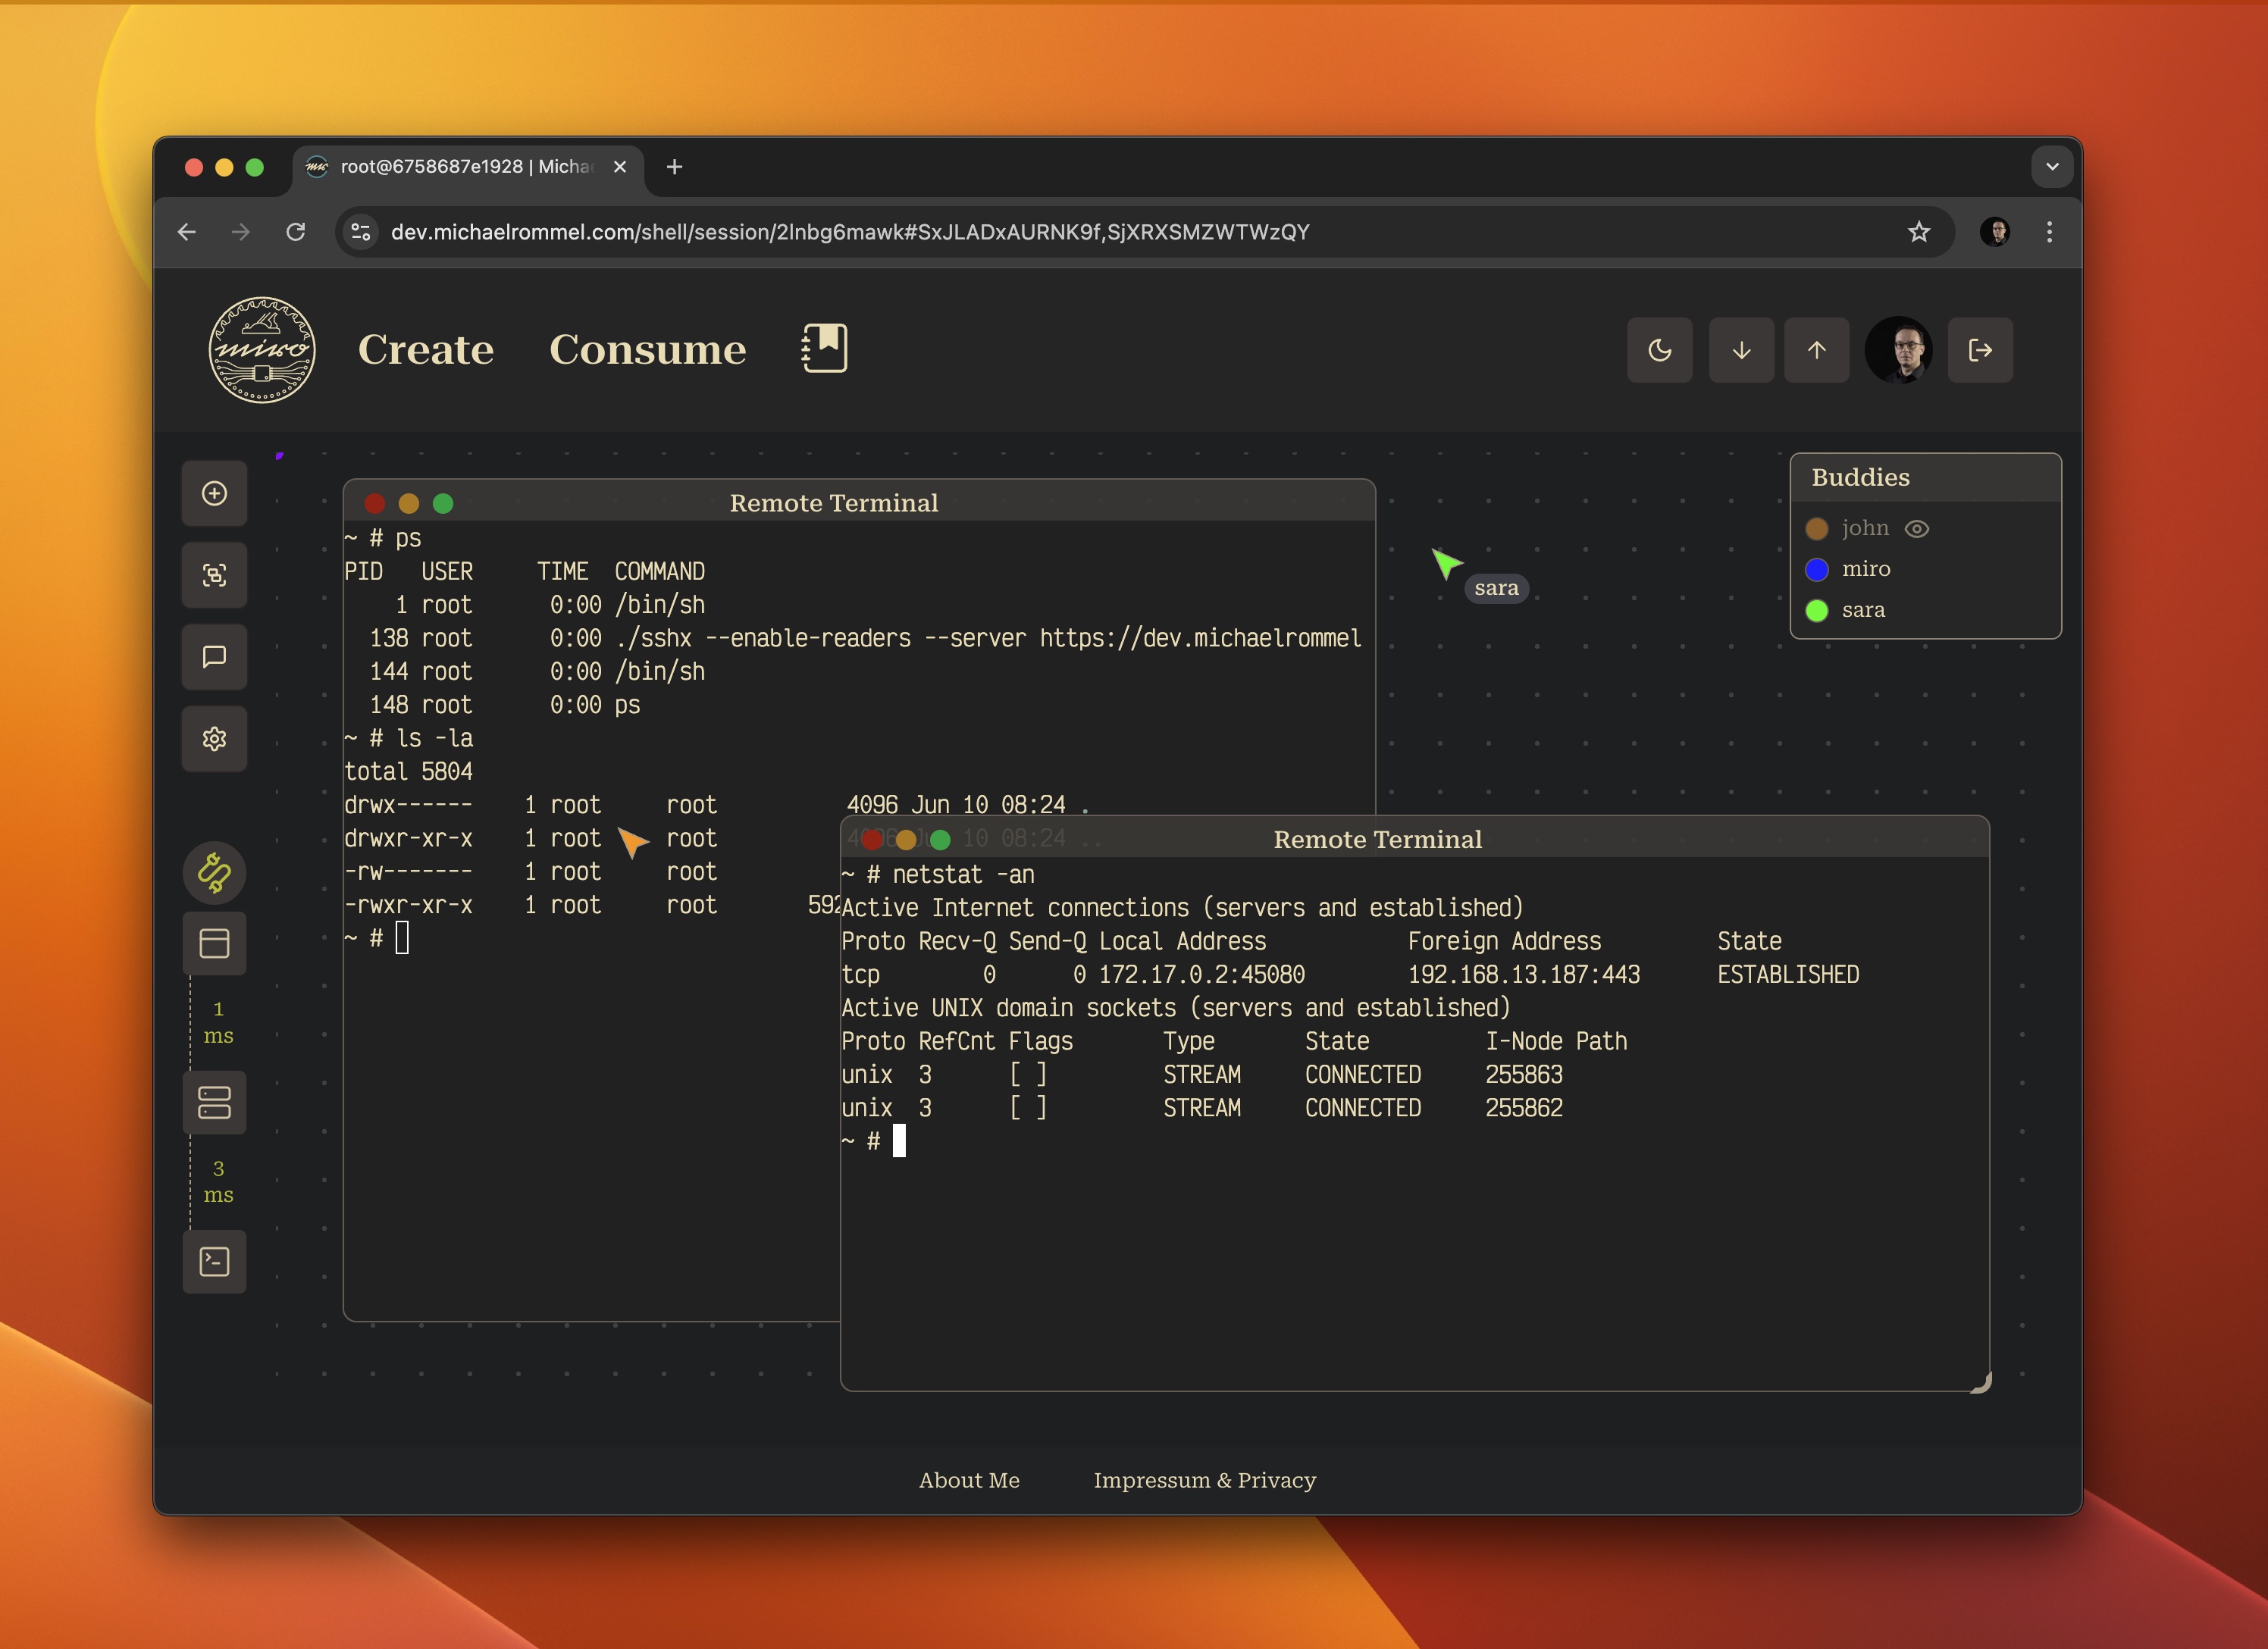 root@6758687e1928 | Micha
dev.michaelrommel.com/shell/session/2lnbg6mawk#SxJLADxAURNK9f,SjXRXSMZWTWzQY
miro
Create Consume
Buddies
john
miro
sara
sara
Remote Terminal
~ # ps
PID   USER     TIME  COMMAND
    1 root      0:00 /bin/sh
  138 root      0:00 ./sshx --enable-readers --server https://dev.michaelrommel
  144 root      0:00 /bin/sh
  148 root      0:00 ps
~ # ls -la
total 5804
drwx------    1 root     root          4096 Jun 10 08:24 .
drwxr-xr-x    1 root     root          4096 Jun 10 08:24 ..
-rw-------    1 root     root
-rwxr-xr-x    1 root     root       592
~ #
Remote Terminal
~ # netstat -an
Active Internet connections (servers and established)
Proto Recv-Q Send-Q Local Address           Foreign Address         State
tcp        0      0 172.17.0.2:45080        192.168.13.187:443      ESTABLISHED
Active UNIX domain sockets (servers and established)
Proto RefCnt Flags       Type       State         I-Node Path
unix  3      [ ]         STREAM     CONNECTED     255863
unix  3      [ ]         STREAM     CONNECTED     255862
~ #
1
ms
3
ms
About Me Impressum & Privacy